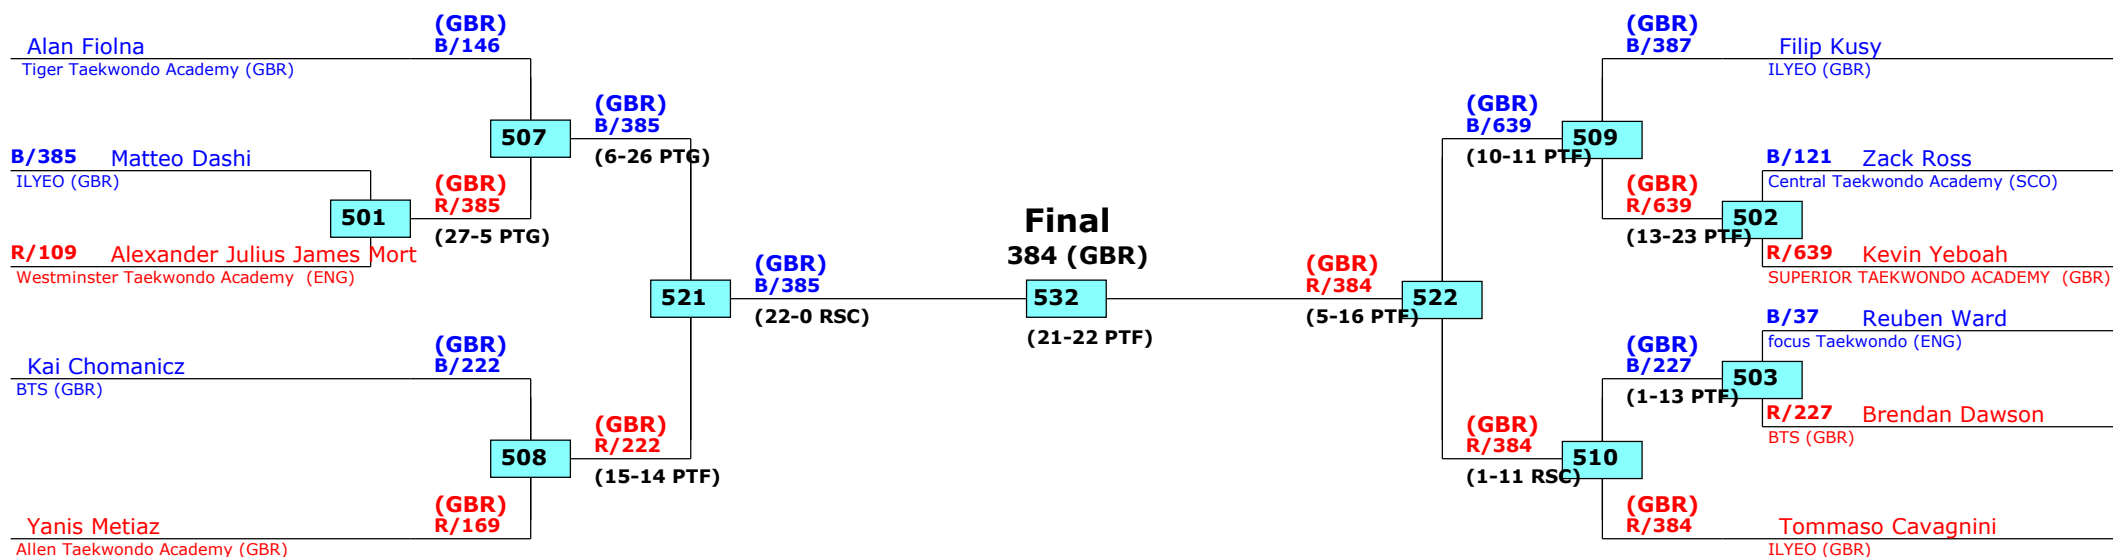 (GBR)
B/146
Alan Fiolna
Tiger Taekwondo Academy (GBR)
B/385 Matteo Dashi
ILYEO (GBR)
501
R/109 Alexander Julius James Mort
Westminster Taekwondo Academy (ENG)
(GBR)
R/385
(27-5 PTG)
507
(GBR)
B/385
(6-26 PTG)
(GBR)
B/222
Kai Chomanicz
BTS (GBR)
508
(GBR)
R/169
Yanis Metiaz
Allen Taekwondo Academy (GBR)
(GBR)
R/222
(15-14 PTF)
521
(GBR)
B/385
(22-0 RSC)
Final
384 (GBR)
532
(21-22 PTF)
(GBR)
R/384
(5-16 PTF)
522
(GBR)
B/639
(10-11 PTF)
509
(GBR)
B/387
Filip Kusy
ILYEO (GBR)
(GBR)
R/639
(13-23 PTF)
502
B/121 Zack Ross
Central Taekwondo Academy (SCO)
R/639 Kevin Yeboah
SUPERIOR TAEKWONDO ACADEMY (GBR)
(GBR)
R/384
(1-11 RSC)
510
(GBR)
B/227
(1-13 PTF)
503
B/37 Reuben Ward
focus Taekwondo (ENG)
R/227 Brendan Dawson
BTS (GBR)
(GBR)
R/384
Tommaso Cavagnini
ILYEO (GBR)